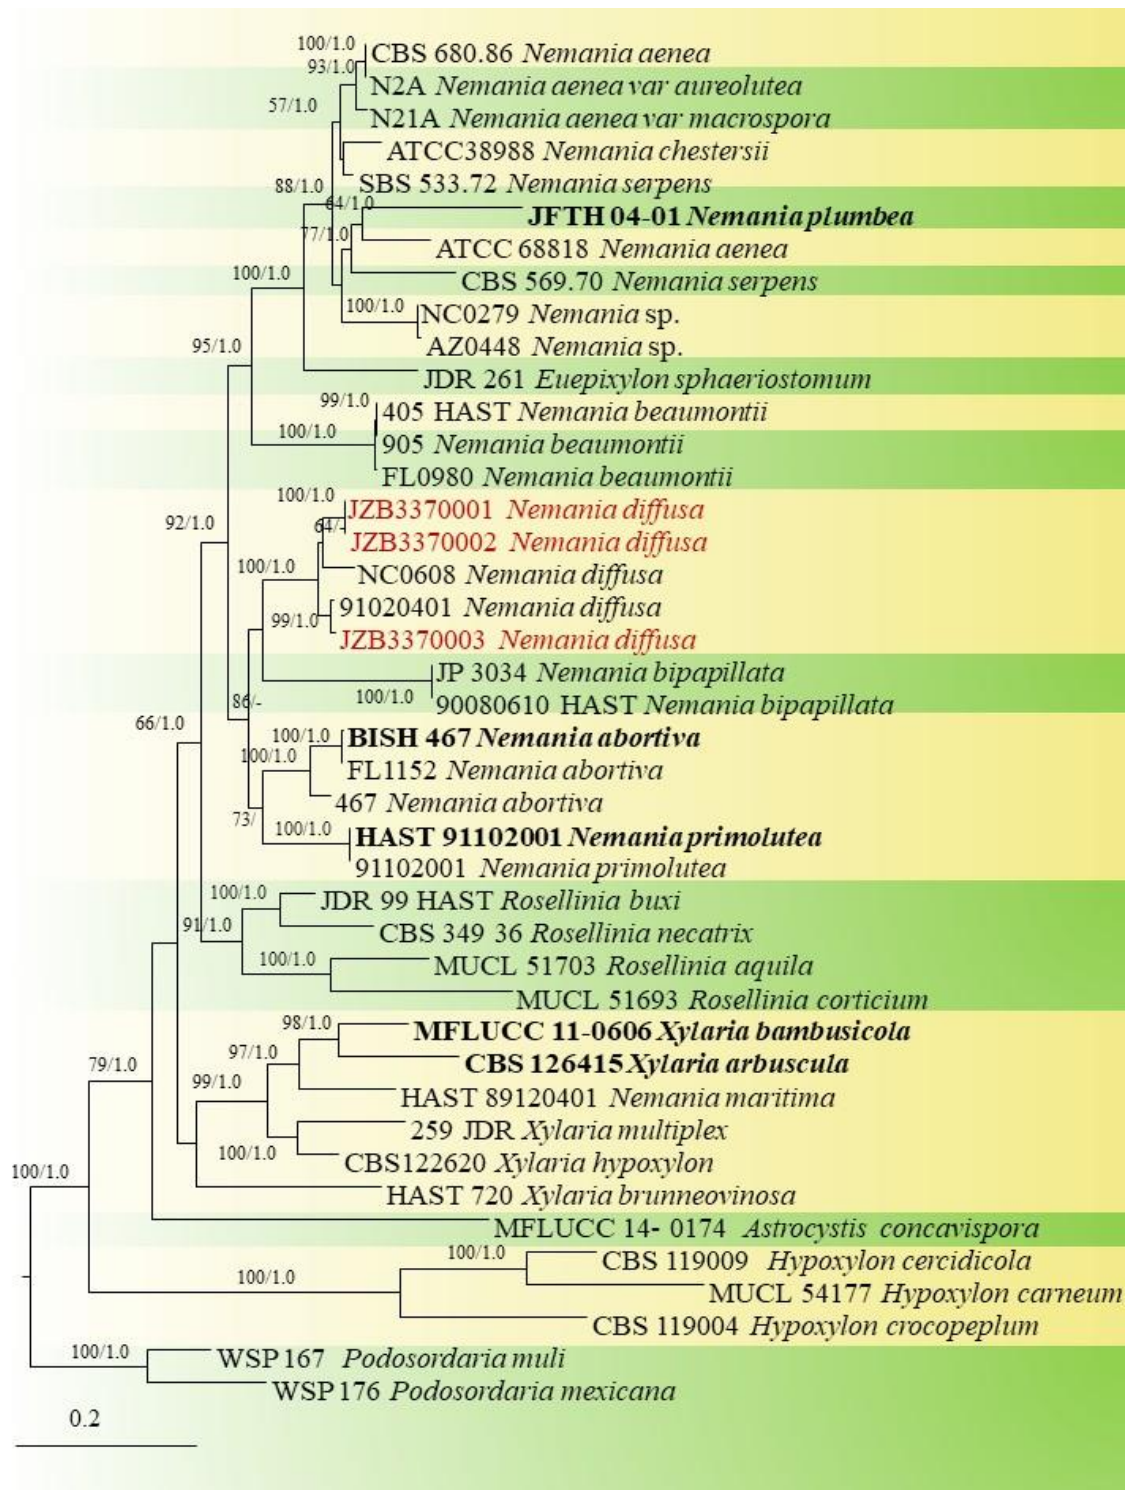 100/1.0
CBS 680.86 Nemania aenea
93/1.0
N2A Nemania aenea var aureolutea
57/1.0
N21A Nemania aenea var macrospora
ATCC38988 Nemania chestersii
88/1.0
SBS 533.72 Nemania serpens
64/1.0
JFTH 04-01 Nemania plumbea
77/1.0
ATCC 68818 Nemania aenea
100/1.0
CBS 569.70 Nemania serpens
100/1.0
NC0279 Nemania sp.
95/1.0
AZ0448 Nemania sp.
JDR 261 Euepixylon sphaeriostomum
99/1.0
405 HAST Nemania beaumontii
100/1.0
905 Nemania beaumontii
FL0980 Nemania beaumontii
100/1.0
JZB3370001 Nemania diffusa
92/1.0
64/-
JZB3370002 Nemania diffusa
100/1.0
NC0608 Nemania diffusa
91020401 Nemania diffusa
99/1.0
JZB3370003 Nemania diffusa
JP 3034 Nemania bipapillata
86/-
100/1.0
90080610 HAST Nemania bipapillata
66/1.0
100/1.0
BISH 467 Nemania abortiva
100/1.0
FL1152 Nemania abortiva
467 Nemania abortiva
73/
100/1.0
HAST 91102001 Nemania primolutea
91102001 Nemania primolutea
100/1.0
JDR 99 HAST Rosellinia buxi
91/1.0
CBS 349 36 Rosellinia necatrix
100/1.0
MUCL 51703 Rosellinia aquila
MUCL 51693 Rosellinia corticium
98/1.0
MFLUCC 11-0606 Xylaria bambusicola
97/1.0
CBS 126415 Xylaria arbuscula
79/1.0
99/1.0
HAST 89120401 Nemania maritima
259 JDR Xylaria multiplex
100/1.0
CBS122620 Xylaria hypoxylon
100/1.0
HAST 720 Xylaria brunneovinosa
MFLUCC 14- 0174 Astrocystis concavispora
100/1.0
CBS 119009 Hypoxylon cercidicola
100/1.0
MUCL 54177 Hypoxylon carneum
CBS 119004 Hypoxylon crocopeplum
100/1.0
WSP 167 Podosordaria muli
WSP 176 Podosordaria mexicana
0.2